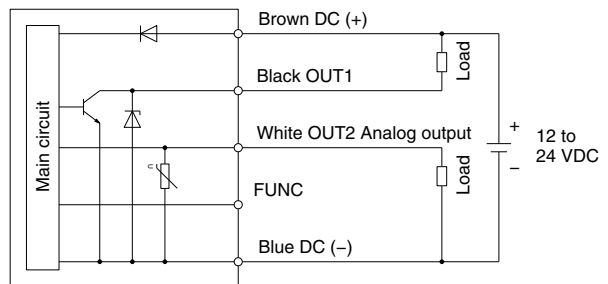 Brown DC (+)
Main circuit
Black OUT1
Load
White OUT2 Analog output
+
12 to
24 VDC
−
U
Load
FUNC
Blue DC (−)